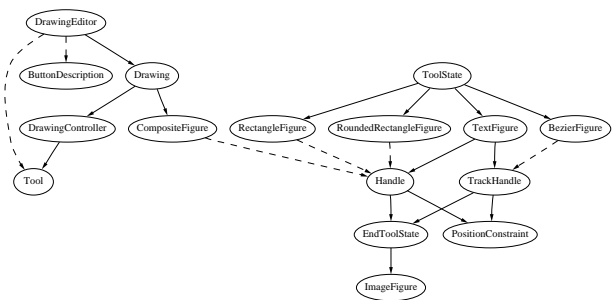 DrawingEditor
ButtonDescription
Drawing
ToolState
DrawingController
CompositeFigure
RectangleFigure
RoundedRectangleFigure
TextFigure
BezierFigure
Tool
Handle
TrackHandle
EndToolState
PositionConstraint
ImageFigure